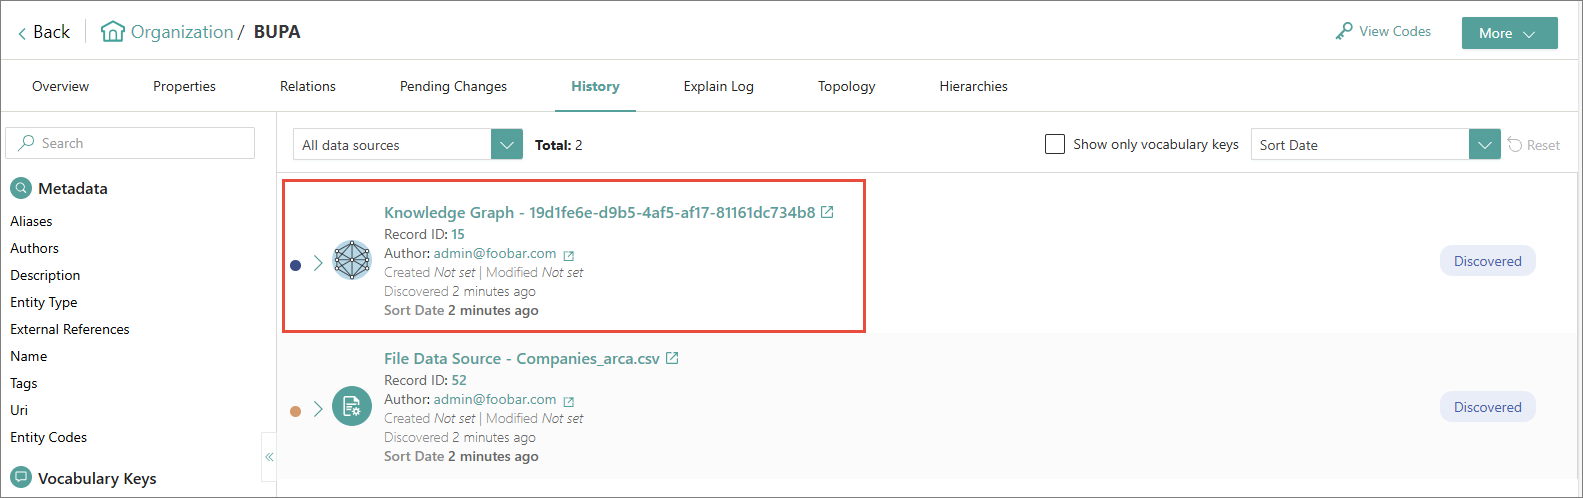 Back Organization / BUPA View Codes More
Overview Properties Relations Pending Changes History Explain Log Topology Hierarchies
Search
All data sources Total: 2 Show only vocabulary keys Sort Date Reset
Metadata
Aliases
Authors
Description
Entity Type
External References
Name
Tags
Uri
Entity Codes
Vocabulary Keys
Knowledge Graph - 19d1fe6e-d9b5-4af5-af17-81161dc734b8
Record ID: 15
Author: admin@foobar.com
Created Not set | Modified Not set
Discovered 2 minutes ago
Sort Date 2 minutes ago
Discovered
File Data Source - Companies_arca.csv
Record ID: 52
Author: admin@foobar.com
Created Not set | Modified Not set
Discovered 2 minutes ago
Sort Date 2 minutes ago
Discovered